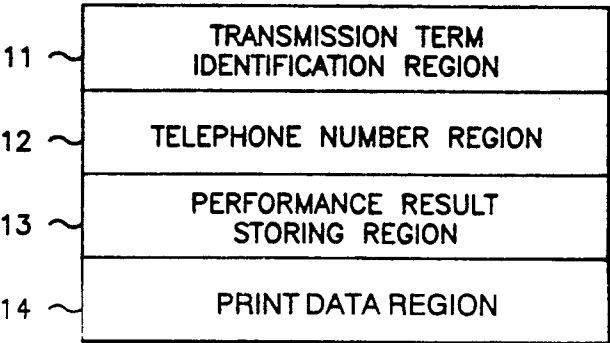 11 TRANSMISSION TERM
IDENTIFICATION REGION
12 TELEPHONE NUMBER REGION
13 PERFORMANCE RESULT
STORING REGION
14 PRINT DATA REGION